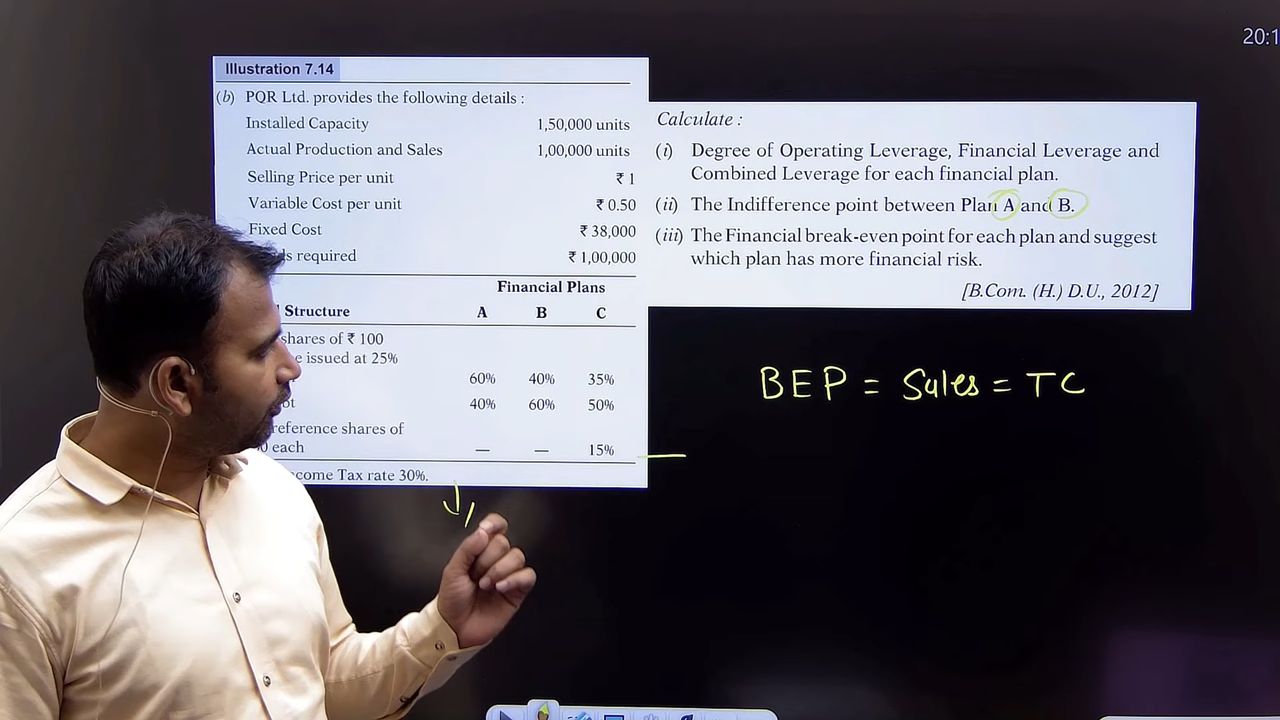 20:1
Illustration 7.14
(b) PQR Ltd. provides the following details :
Installed Capacity 1,50,000 units
Actual Production and Sales 1,00,000 units
Selling Price per unit ₹ 1
Variable Cost per unit ₹ 0.50
Fixed Cost ₹ 38,000
required ₹ 1,00,000
Financial Plans
Structure A B C
shares of ₹ 100
issued at 25%
60% 40% 35%
40% 60% 50%
shares of
each — — 15%
Tax rate 30%.
Calculate :
(i) Degree of Operating Leverage, Financial Leverage and
Combined Leverage for each financial plan.
(ii) The Indifference point between Plan A and B.
(iii) The Financial break-even point for each plan and suggest
which plan has more financial risk.
[B.Com. (H.) D.U., 2012]
BEP = Sales = TC